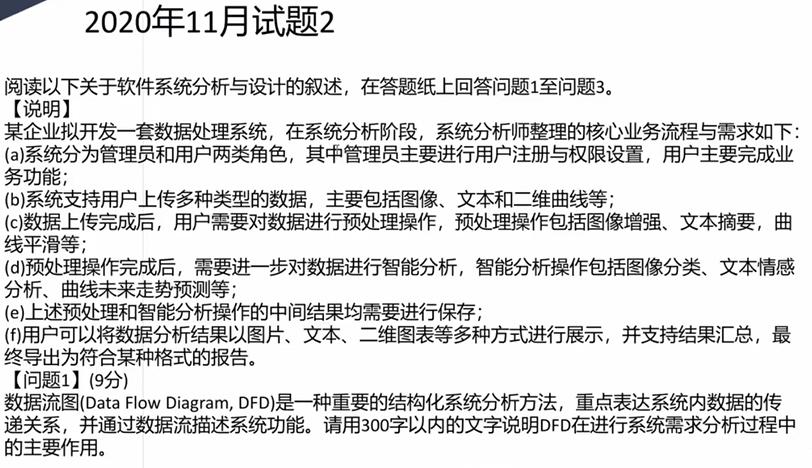 2020年11月试题2
阅读以下关于软件系统分析与设计的叙述，在答题纸上回答问题1至问题3。
【说明】
某企业拟开发一套数据处理系统，在系统分析阶段，系统分析师整理的核心业务流程与需求如下：
(a)系统分为管理员和用户两类角色，其中管理员主要进行用户注册与权限设置，用户主要完成业
务功能；
(b)系统支持用户上传多种类型的数据，主要包括图像、文本和二维曲线等；
(c)数据上传完成后，用户需要对数据进行预处理操作，预处理操作包括图像增强、文本摘要，曲
线平滑等；
(d)预处理操作完成后，需要进一步对数据进行智能分析，智能分析操作包括图像分类、文本情感
分析、曲线未来走势预测等；
(e)上述预处理和智能分析操作的中间结果均需要进行保存；
(f)用户可以将数据分析结果以图片、文本、二维图表等多种方式进行展示，并支持结果汇总，最
终导出为符合某种格式的报告。
【问题1】(9分)
数据流图(Data Flow Diagram, DFD)是一种重要的结构化系统分析方法，重点表达系统内数据的传
递关系，并通过数据流描述系统功能。请用300字以内的文字说明DFD在进行系统需求分析过程中
的主要作用。